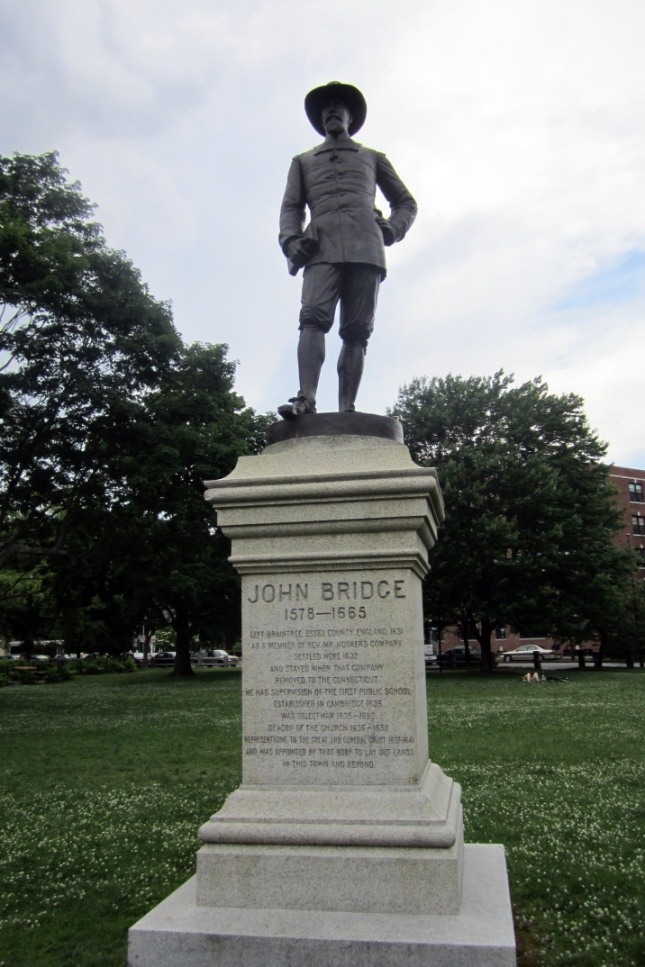 JOHN BRIDGE
1578—1665
LEFT BRAINTREE, ESSEX COUNTY, ENGLAND, 1631
AS A MEMBER OF REV. MR. HOOKER'S COMPANY
SETTLED HERE 1632
AND STAYED WHEN THAT COMPANY
REMOVED TO THE CONNECTICUT.
HE HAD SUPERVISION OF THE FIRST PUBLIC SCHOOL
ESTABLISHED IN CAMBRIDGE 1635
WAS SELECTMAN 1635—1652
DEACON OF THE CHURCH 1636—1658
REPRESENTATIVE TO THE GREAT AND GENERAL COURT 1637—1641
AND WAS APPOINTED BY THAT BODY TO LAY OUT LANDS
IN THIS TOWN AND BEYOND.